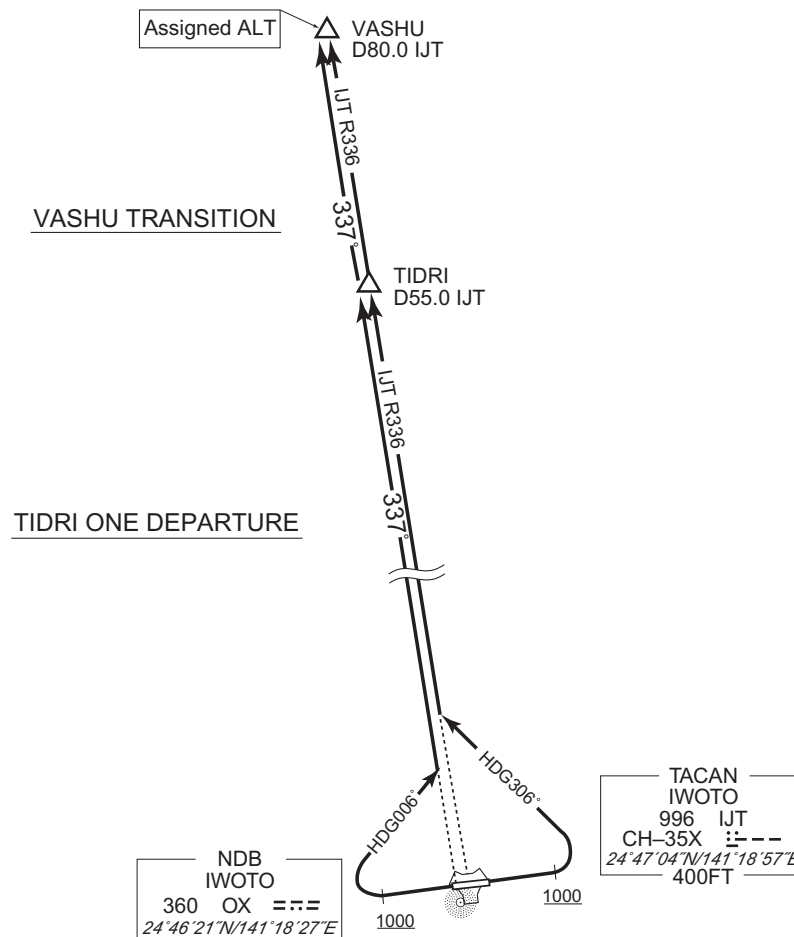 Assigned ALT
VASHU
D80.0 IJT
IJT R336
337°
VASHU TRANSITION
TIDRI
D55.0 IJT
IJT R336
337°
TIDRI ONE DEPARTURE
HDG006°
HDG306°
TACAN
IWOTO
996 IJT
CH–35X
24°47′04″N/141°18′57″E
400FT
NDB
IWOTO
360 OX
24°46′21″N/141°18′27″E
1000
1000